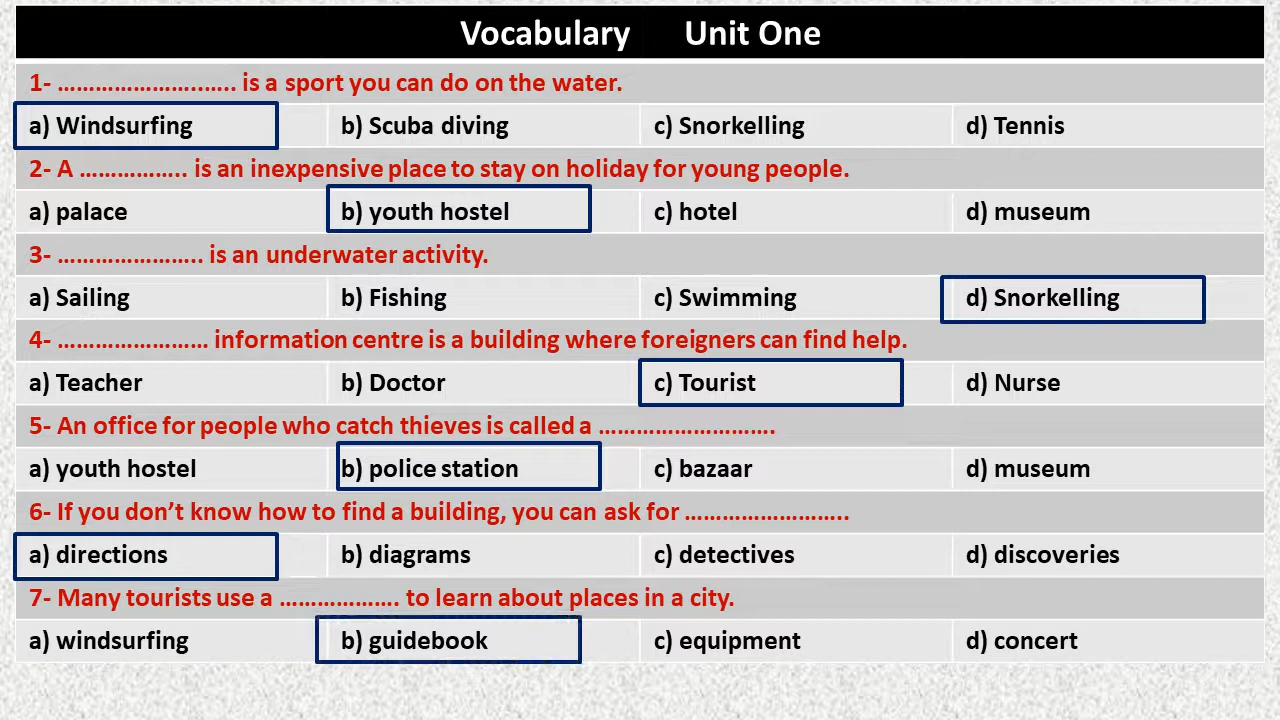 Vocabulary Unit One
1- ………………….….. is a sport you can do on the water.
a) Windsurfing b) Scuba diving c) Snorkelling d) Tennis
2- A …………….. is an inexpensive place to stay on holiday for young people.
a) palace b) youth hostel c) hotel d) museum
3- ………………….. is an underwater activity.
a) Sailing b) Fishing c) Swimming d) Snorkelling
4- …………………… information centre is a building where foreigners can find help.
a) Teacher b) Doctor c) Tourist d) Nurse
5- An office for people who catch thieves is called a ……………………….
a) youth hostel b) police station c) bazaar d) museum
6- If you don’t know how to find a building, you can ask for ……………………..
a) directions b) diagrams c) detectives d) discoveries
7- Many tourists use a ………………. to learn about places in a city.
a) windsurfing b) guidebook c) equipment d) concert